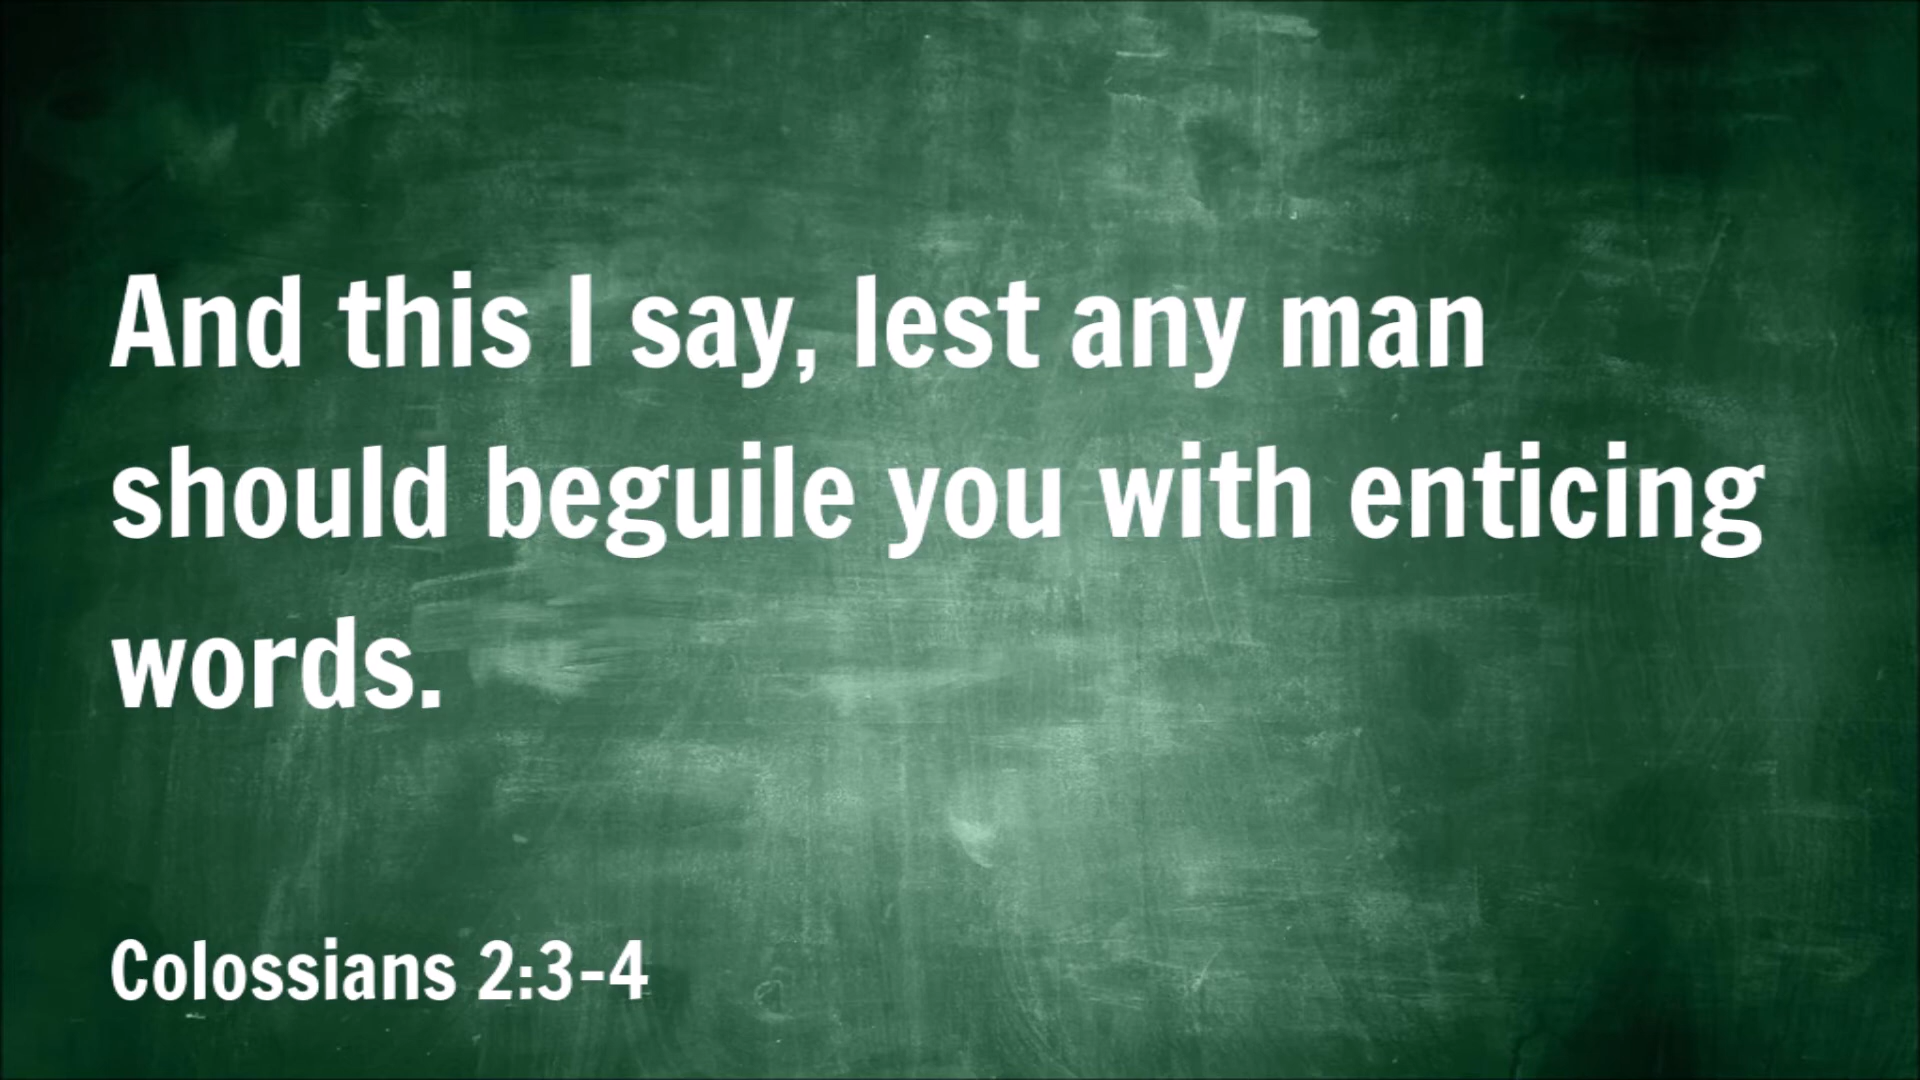 And this I say, lest any man
should beguile you with enticing
words.
Colossians 2:3-4